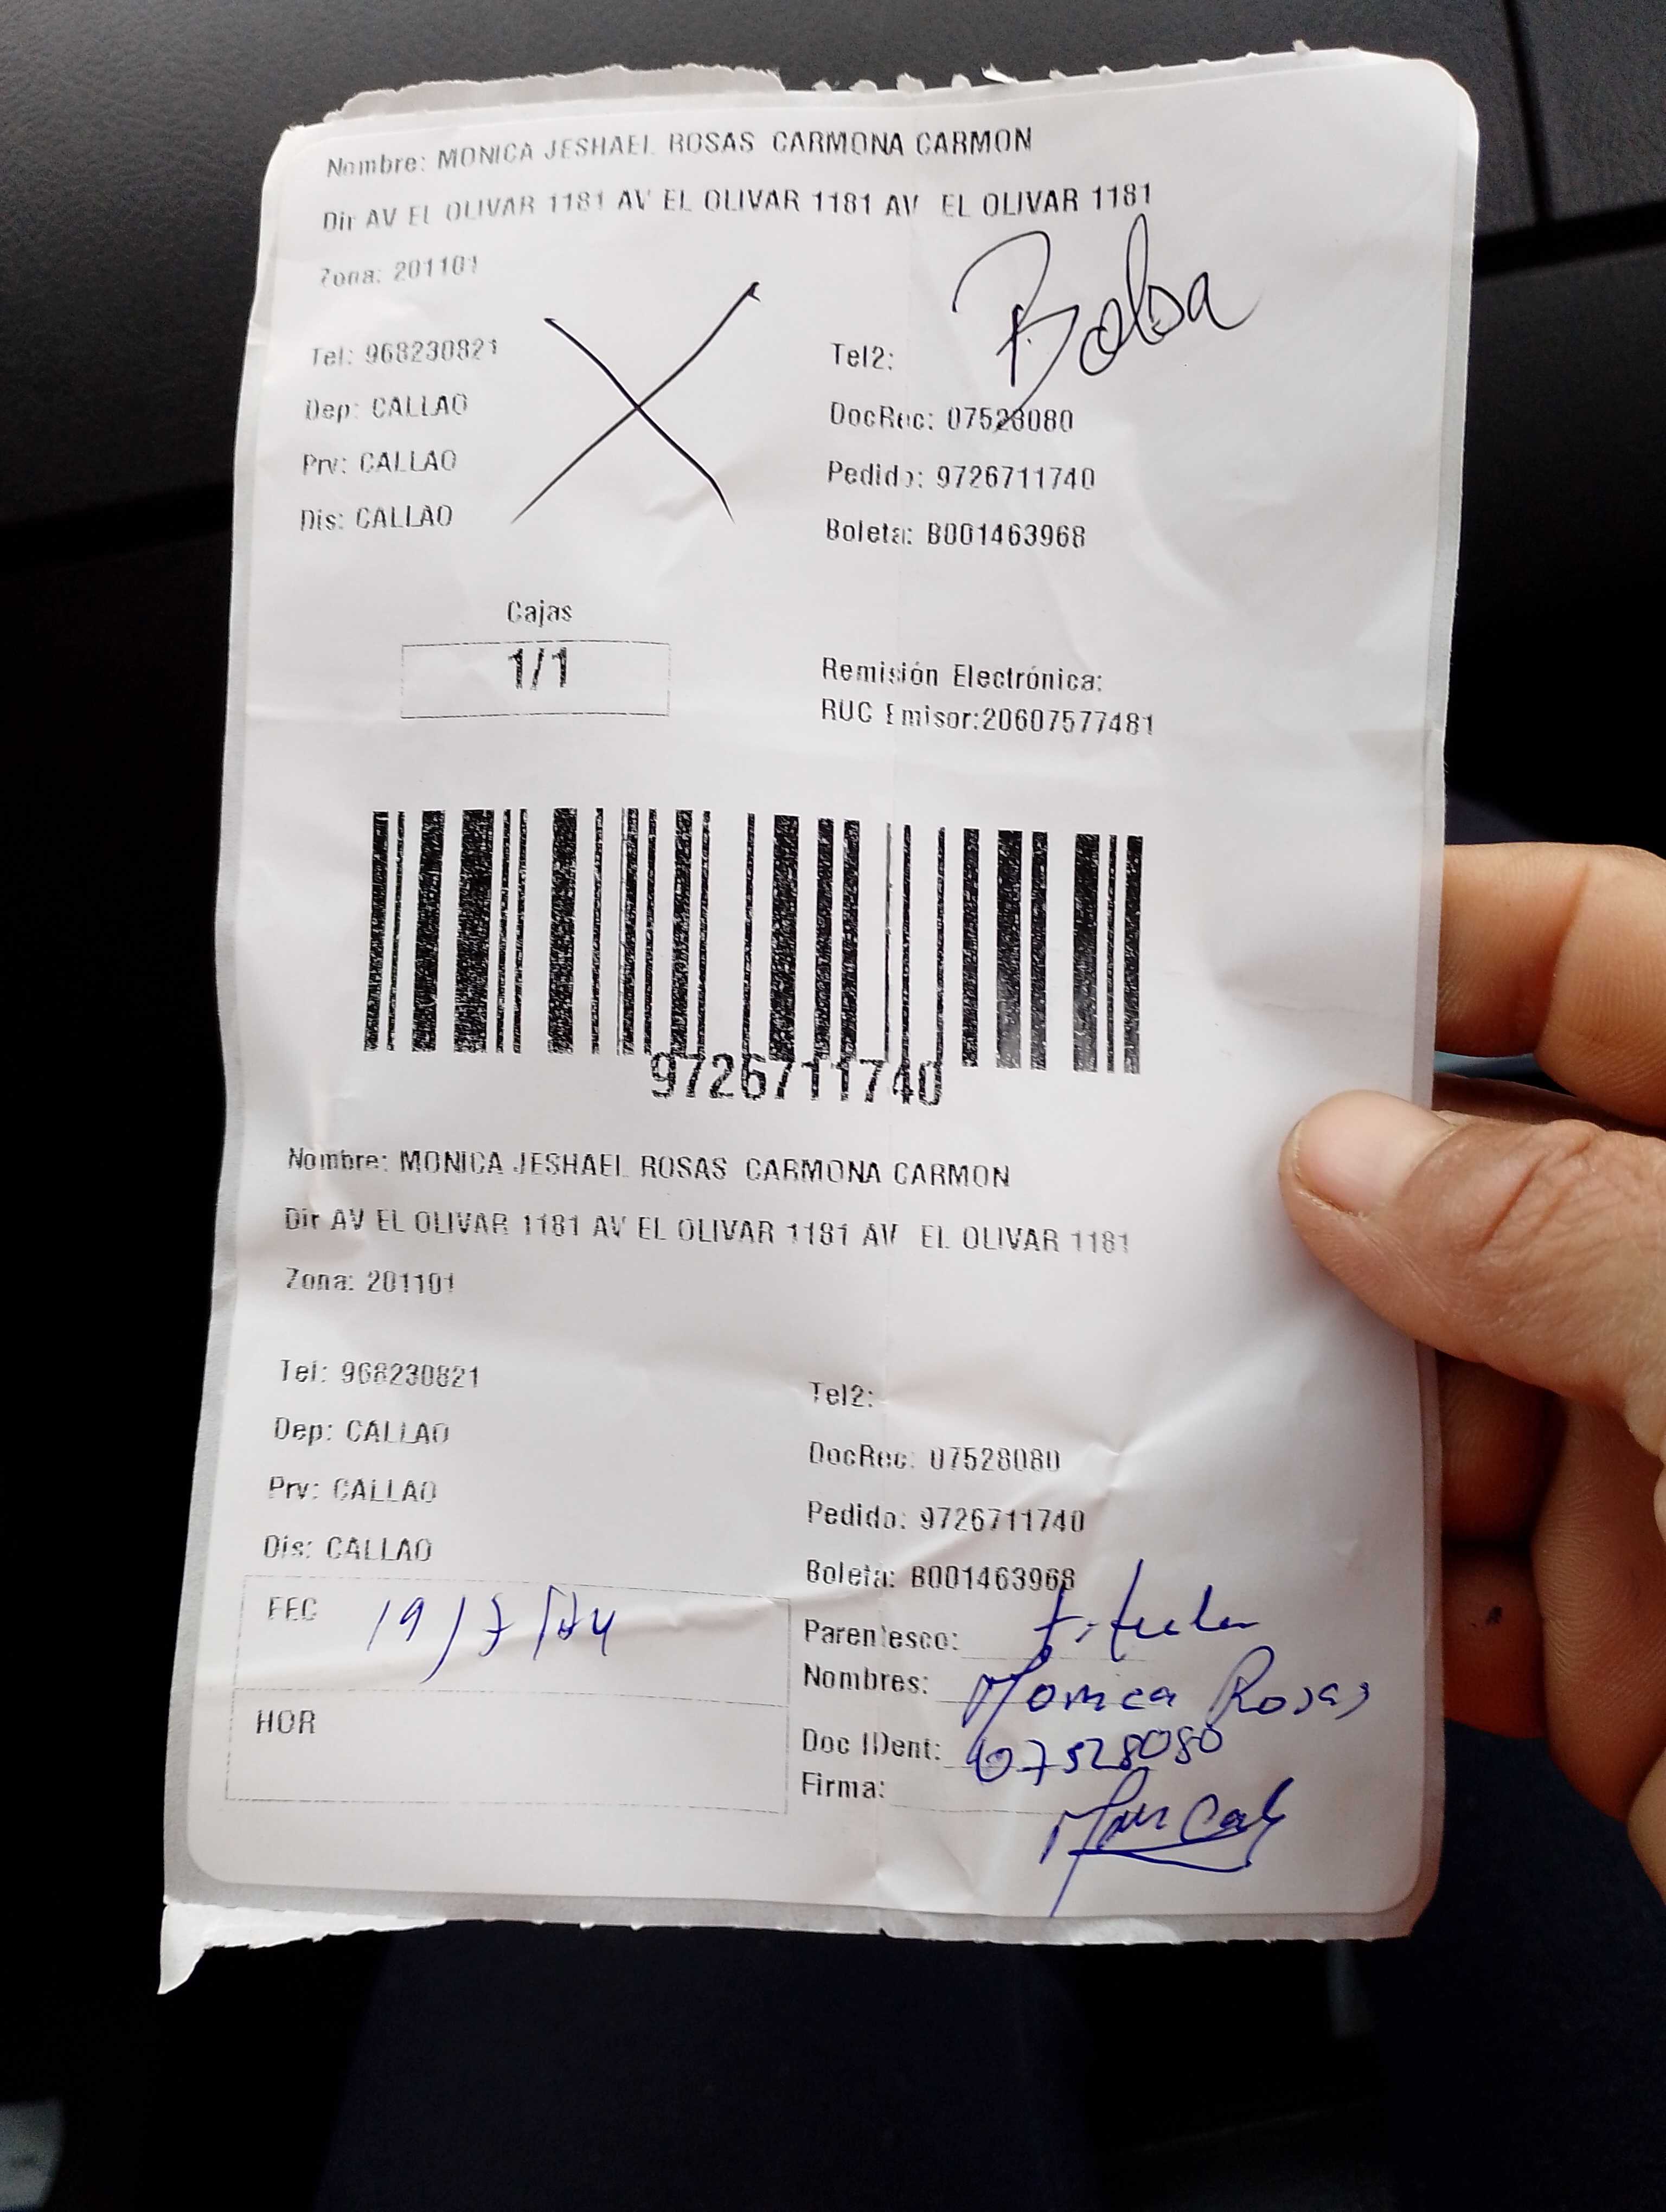 Nombre: MONICA JESHAEL ROSAS CARMONA CARMON
Dir AV EL OLIVAR 1181 AV EL OLIVAR 1181 AV EL OLIVAR 1181
Zona: 201101
Bolsa
Tel: 968230821 Tel2:
Dep: CALLAO DocRec: 07528080
Prv: CALLAO Pedido: 9726711740
Dis: CALLAO Boleta: B001463968
Cajas
1/1
Remisión Electrónica:
RUC Emisor:20607577481
9726711740
Nombre: MONICA JESHAEL ROSAS CARMONA CARMON
Dir AV EL OLIVAR 1181 AV EL OLIVAR 1181 AV EL OLIVAR 1181
Zona: 201101
Tel: 968230821 Tel2:
Dep: CALLAO DocRec: 07528080
Prv: CALLAO Pedido: 9726711740
Dis: CALLAO Boleta: B001463968
FEC 19/7/24 Parentesco: titular
Nombres: Monica Rosas
HOR Doc IDent: 07528080
Firma: